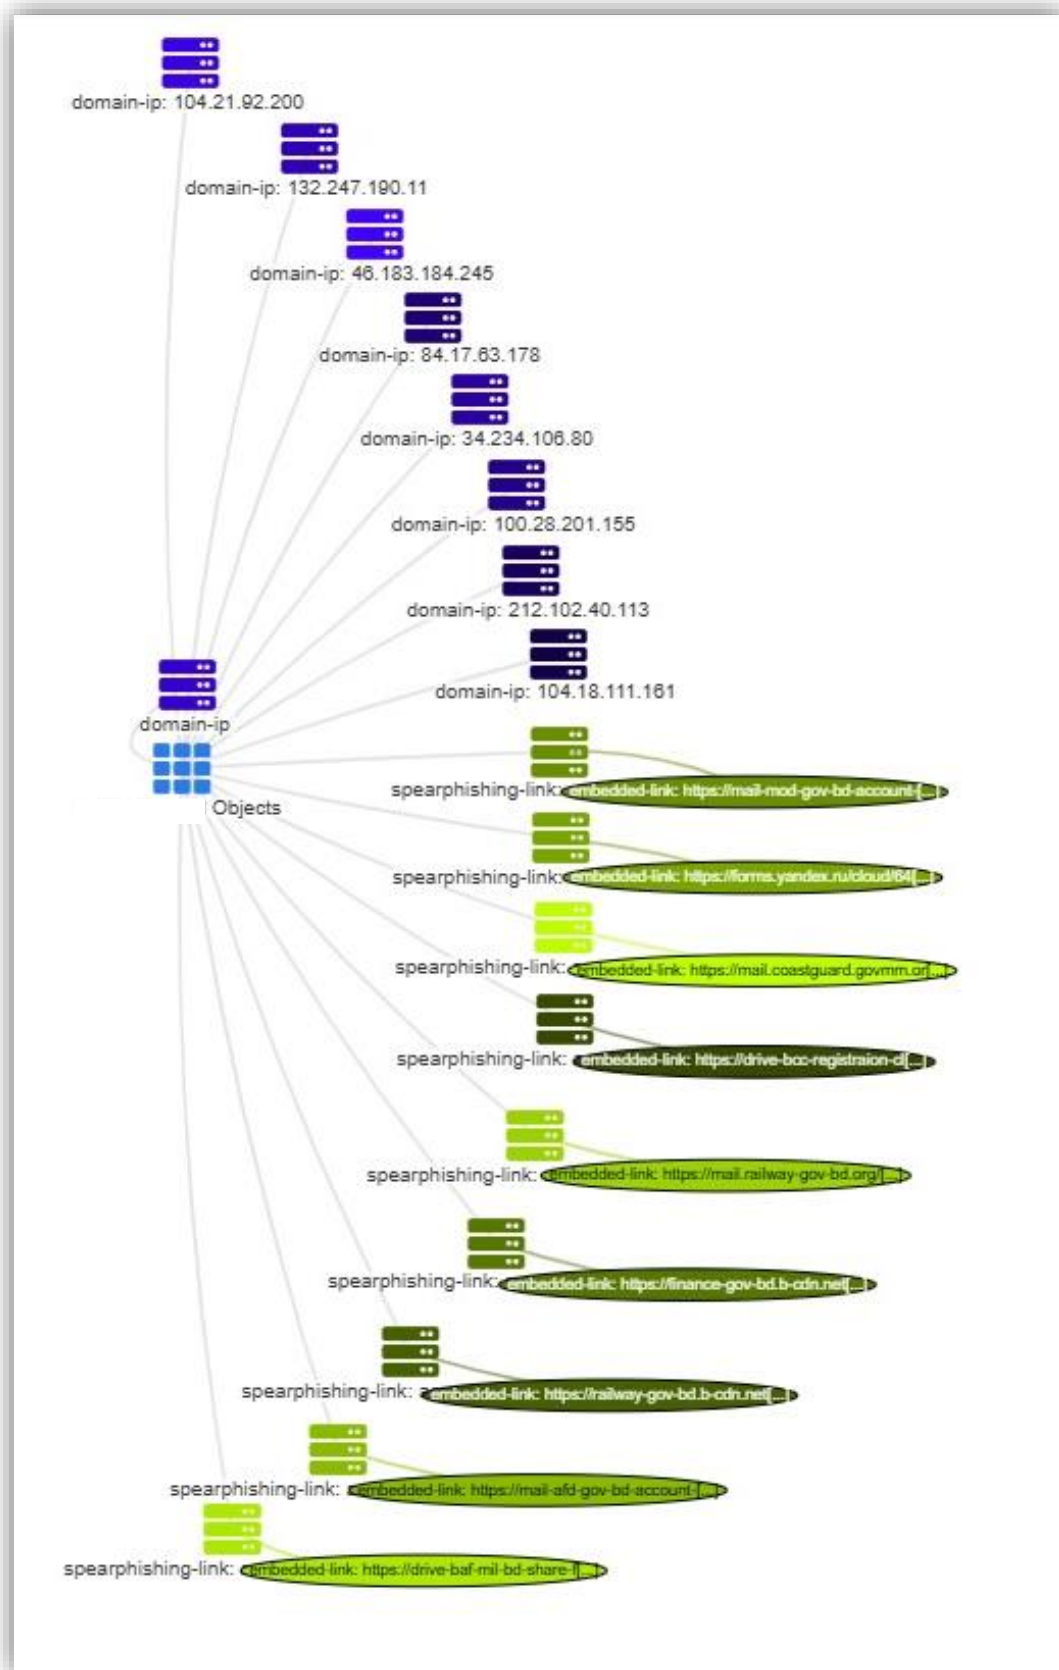 domain-ip: 104.21.92.200
domain-ip: 132.247.190.11
domain-ip: 46.183.184.245
domain-ip: 84.17.63.178
domain-ip: 34.234.106.80
domain-ip: 100.28.201.155
domain-ip: 212.102.40.113
domain-ip: 104.18.111.161
domain-ip
Objects
spearphishing-link: embedded-link: https://mail-mod-gov-bd-account-[...]
spearphishing-link: embedded-link: https://forms.yandex.ru/cloud/64[...]
spearphishing-link: embedded-link: https://mail.coastguard.govmm.or[...]
spearphishing-link: embedded-link: https://drive-bcc-registraion-d[...]
spearphishing-link: embedded-link: https://mail.railway-gov-bd.org/[...]
spearphishing-link: embedded-link: https://finance-gov-bd.b-cdn.net[...]
spearphishing-link: embedded-link: https://railway-gov-bd.b-cdn.net[...]
spearphishing-link: embedded-link: https://mail-afd-gov-bd-account-[...]
spearphishing-link: embedded-link: https://drive-baf-mil-bd-share-f[...]